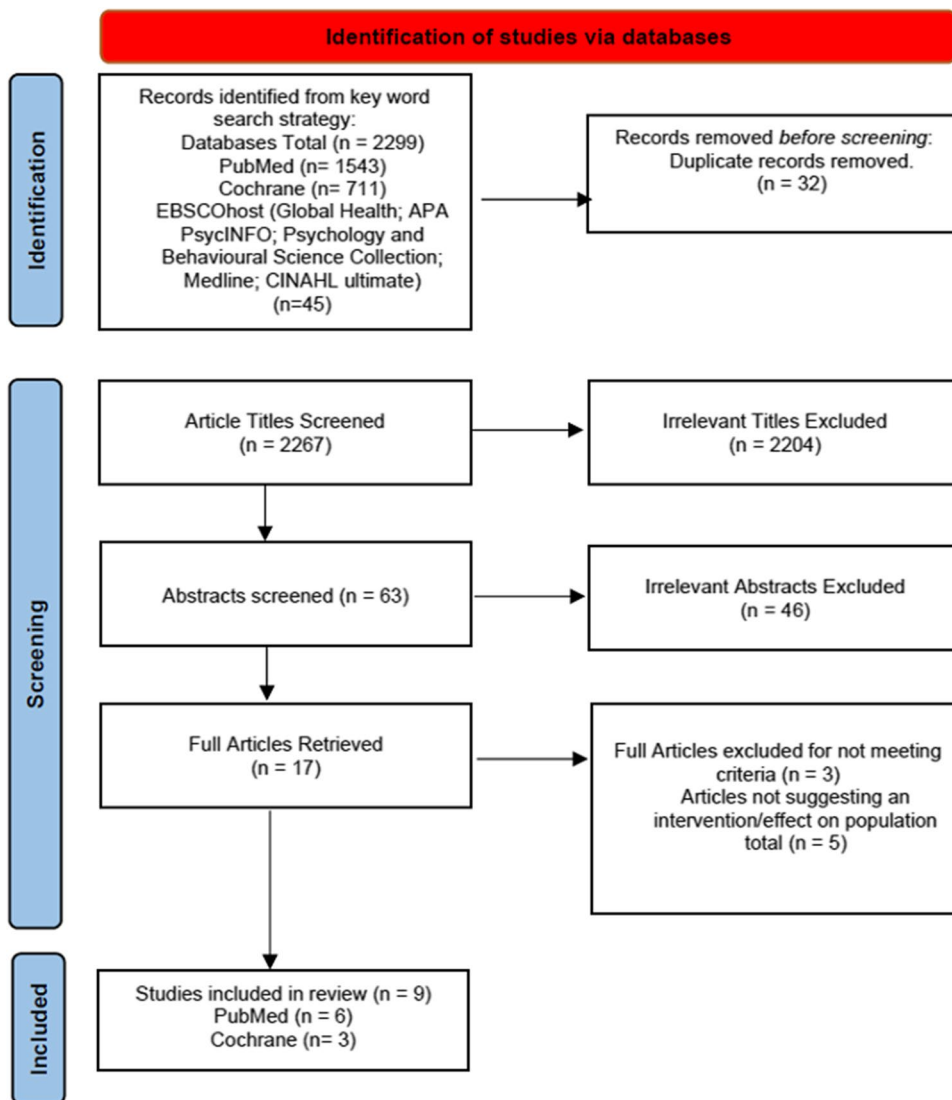 Identification of studies via databases
Identification
Records identified from key word
search strategy:
Databases Total (n = 2299)
PubMed (n= 1543)
Cochrane (n= 711)
EBSCOhost (Global Health; APA
PsycINFO; Psychology and
Behavioural Science Collection;
Medline; CINAHL ultimate)
(n=45)
Records removed before screening:
Duplicate records removed.
(n = 32)
Screening
Article Titles Screened
(n = 2267)
Irrelevant Titles Excluded
(n = 2204)
Abstracts screened (n = 63)
Irrelevant Abstracts Excluded
(n = 46)
Full Articles Retrieved
(n = 17)
Full Articles excluded for not meeting
criteria (n = 3)
Articles not suggesting an
intervention/effect on population
total (n = 5)
Included
Studies included in review (n = 9)
PubMed (n = 6)
Cochrane (n= 3)